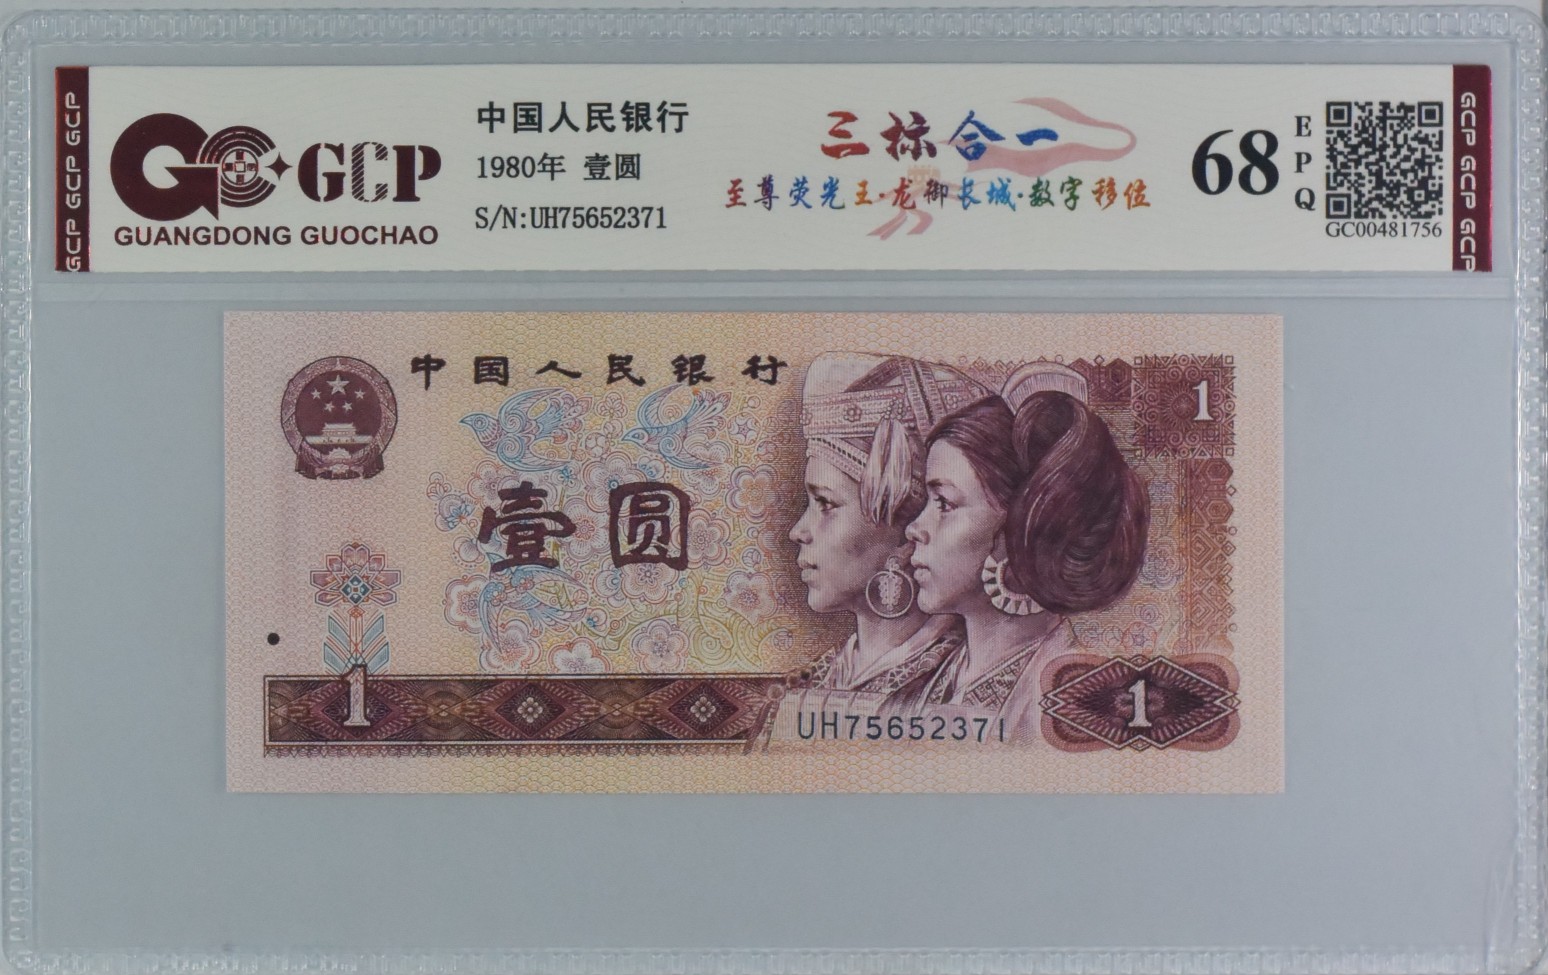 GCP GCP GCP
GCP
GUANGDONG GUOCHAO
中国人民银行
1980年 壹圆
S/N:UH75652371
三标合一
至尊荧光王·龙御长城·数字移位
68
EPQ
GC00481756
GCP GCP GCP
中国人民银行
1
壹圆
1
UH75652371
1